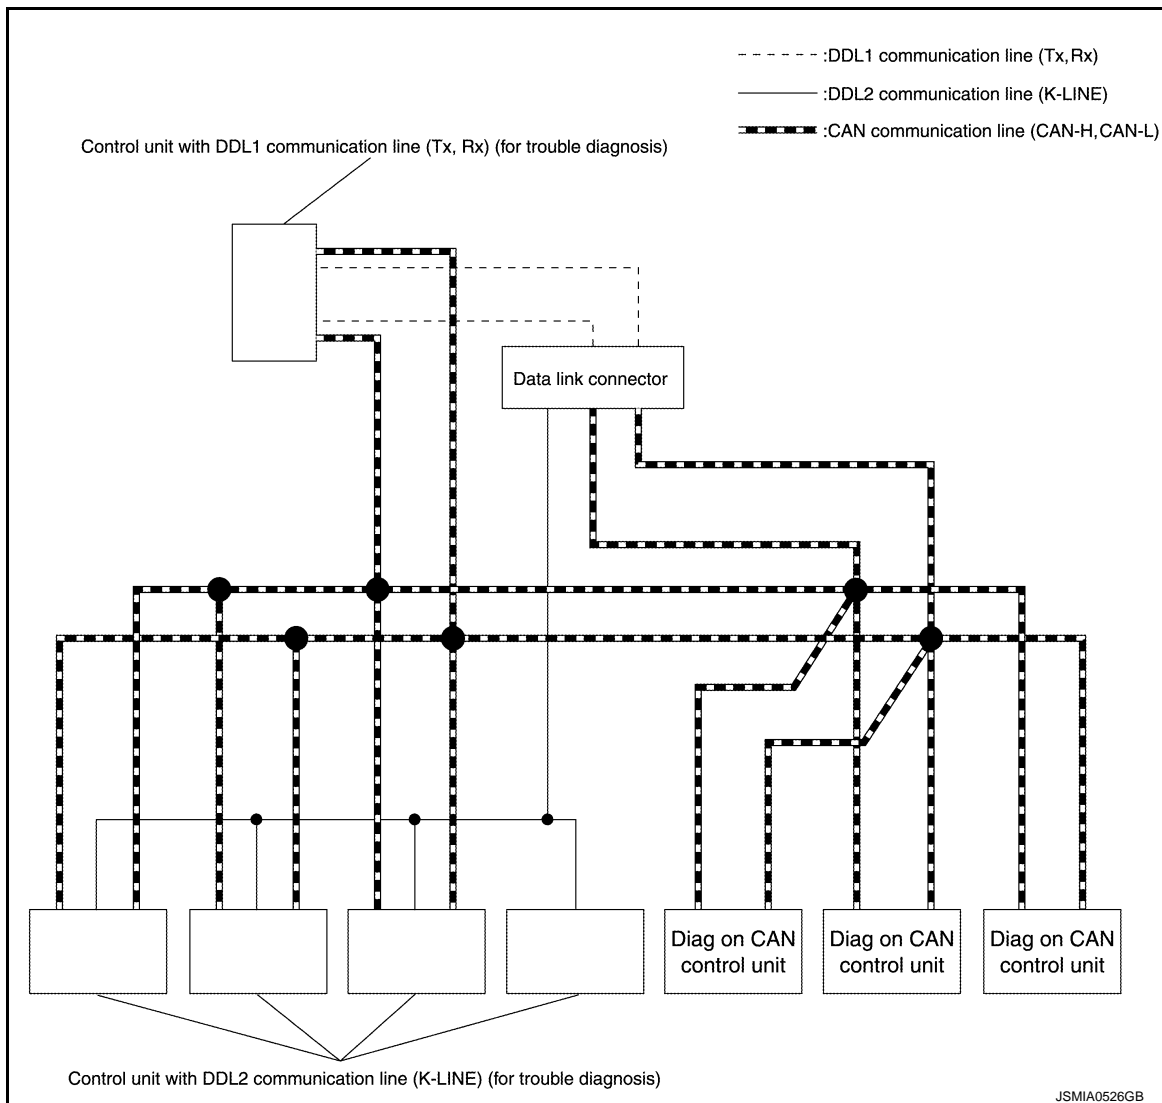 :DDL1 communication line (Tx,Rx)
:DDL2 communication line (K-LINE)
:CAN communication line (CAN-H,CAN-L)
Control unit with DDL1 communication line (Tx, Rx) (for trouble diagnosis)
Data link connector
Diag on CAN
control unit
Diag on CAN
control unit
Diag on CAN
control unit
Control unit with DDL2 communication line (K-LINE) (for trouble diagnosis)
JSMIA0526GB